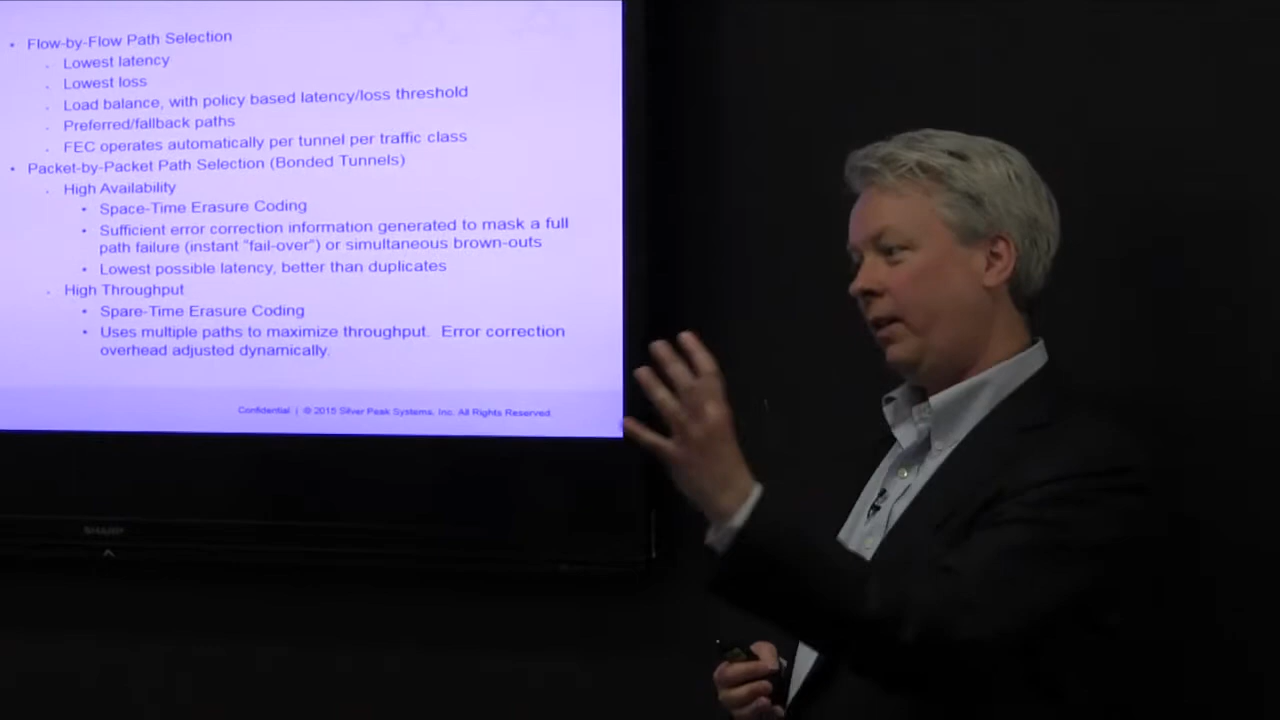 • Flow-by-Flow Path Selection
. Lowest latency
. Lowest loss
. Load balance, with policy based latency/loss threshold
. Preferred/fallback paths
. FEC operates automatically per tunnel per traffic class
• Packet-by-Packet Path Selection (Bonded Tunnels)
. High Availability
• Space-Time Erasure Coding
• Sufficient error correction information generated to mask a full
path failure (instant "fail-over") or simultaneous brown-outs
• Lowest possible latency, better than duplicates
. High Throughput
• Spare-Time Erasure Coding
• Uses multiple paths to maximize throughput. Error correction
overhead adjusted dynamically.
Confidential | © 2015 Silver Peak Systems, Inc. All Rights Reserved.
SHARP